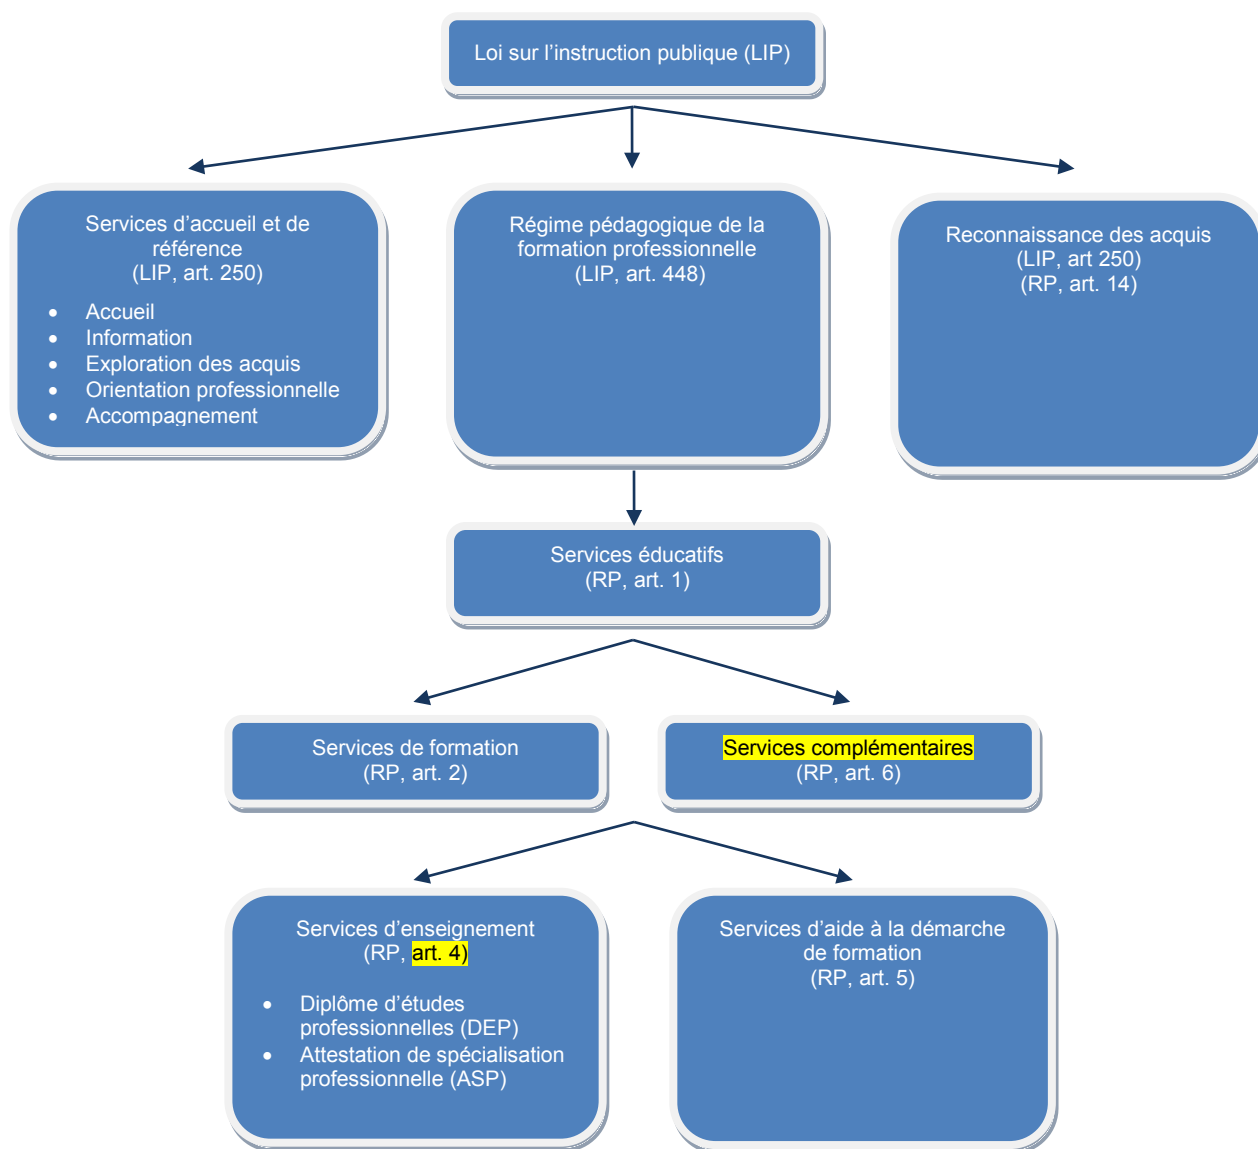 Loi sur l’instruction publique (LIP)
Services d’accueil et de
référence
(LIP, art. 250)
• Accueil
• Information
• Exploration des acquis
• Orientation professionnelle
• Accompagnement
Régime pédagogique de la
formation professionnelle
(LIP, art. 448)
Reconnaissance des acquis
(LIP, art 250)
(RP, art. 14)
Services éducatifs
(RP, art. 1)
Services de formation
(RP, art. 2)
Services complémentaires
(RP, art. 6)
Services d’enseignement
(RP, art. 4)
• Diplôme d’études
professionnelles (DEP)
• Attestation de spécialisation
professionnelle (ASP)
Services d’aide à la démarche
de formation
(RP, art. 5)